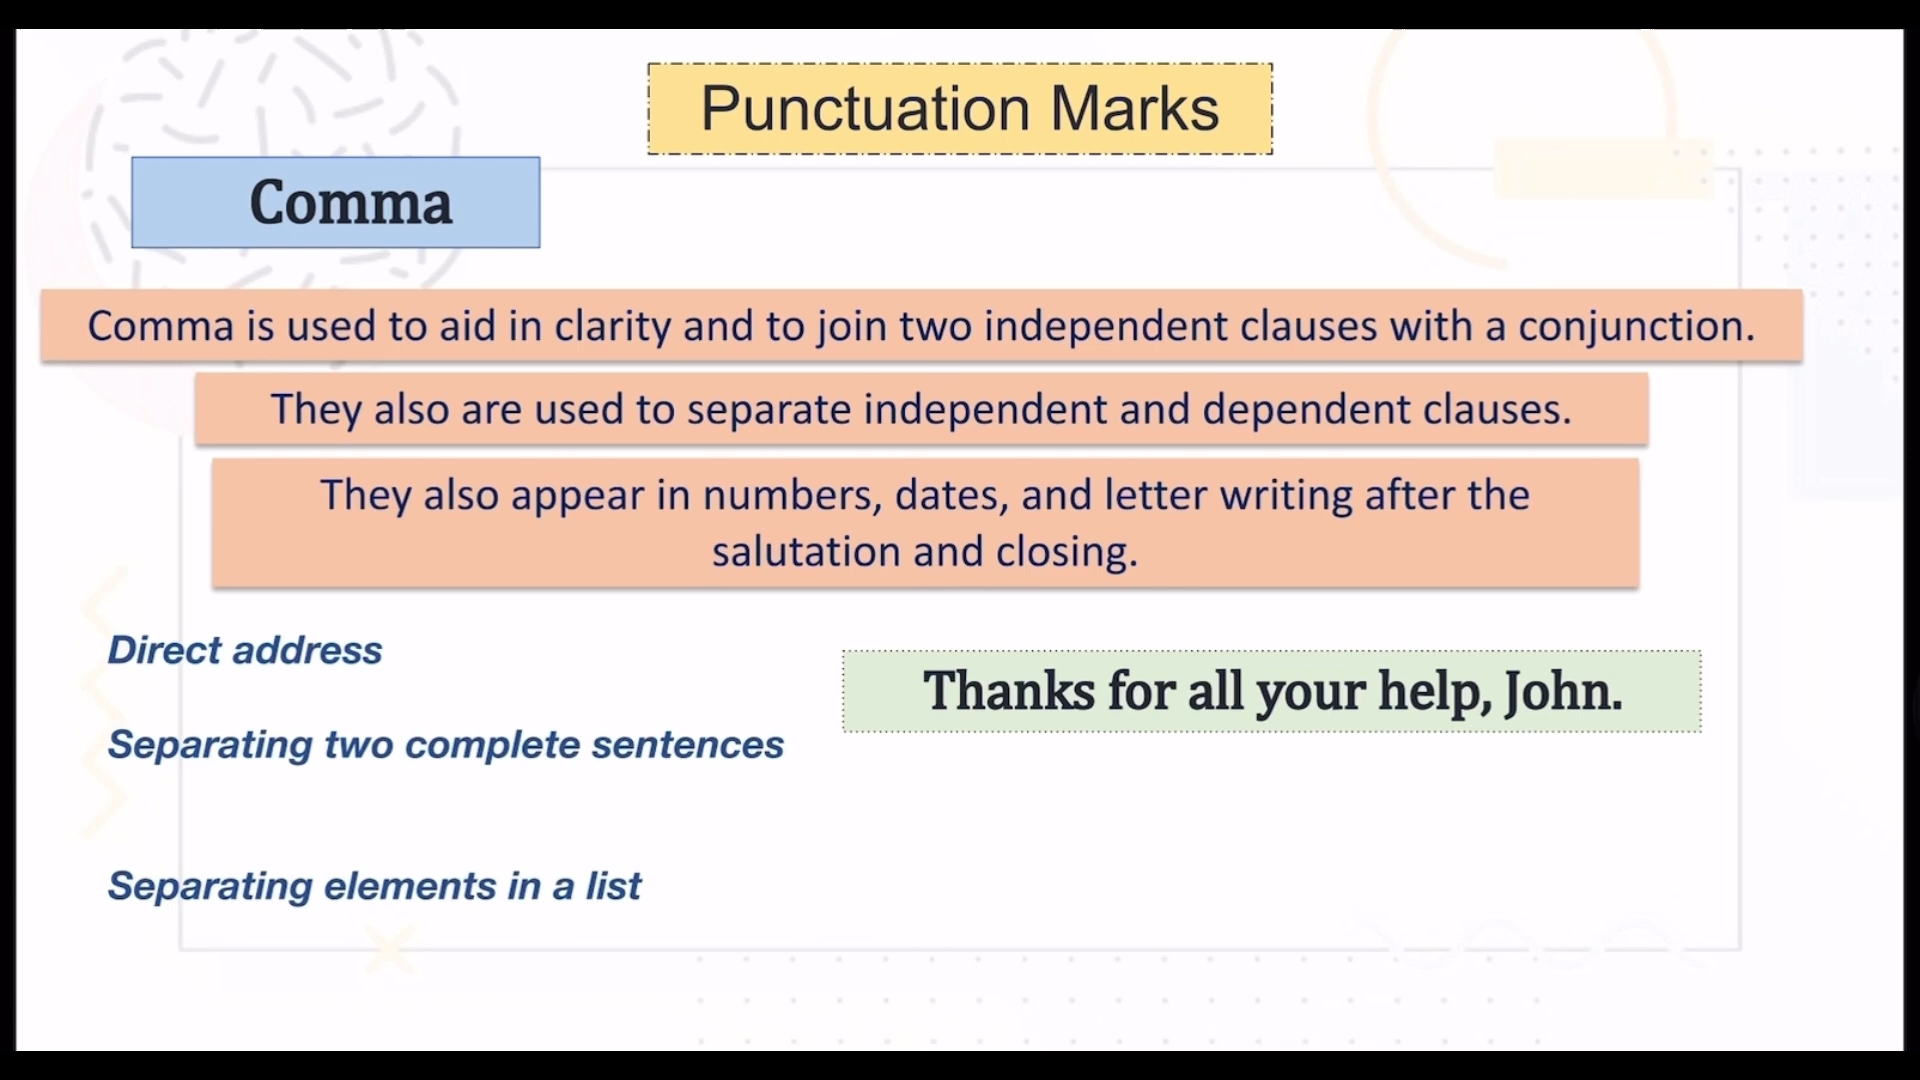 Punctuation Marks
Comma
Comma is used to aid in clarity and to join two independent clauses with a conjunction.
They also are used to separate independent and dependent clauses.
They also appear in numbers, dates, and letter writing after the
salutation and closing.
Direct address
Thanks for all your help, John.
Separating two complete sentences
Separating elements in a list